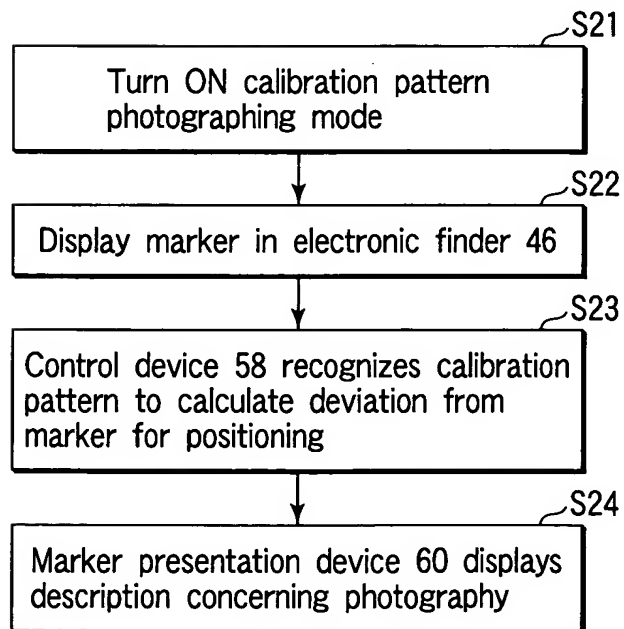 S21
Turn ON calibration pattern
photographing mode
S22
Display marker in electronic finder 46
S23
Control device 58 recognizes calibration
pattern to calculate deviation from
marker for positioning
S24
Marker presentation device 60 displays
description concerning photography